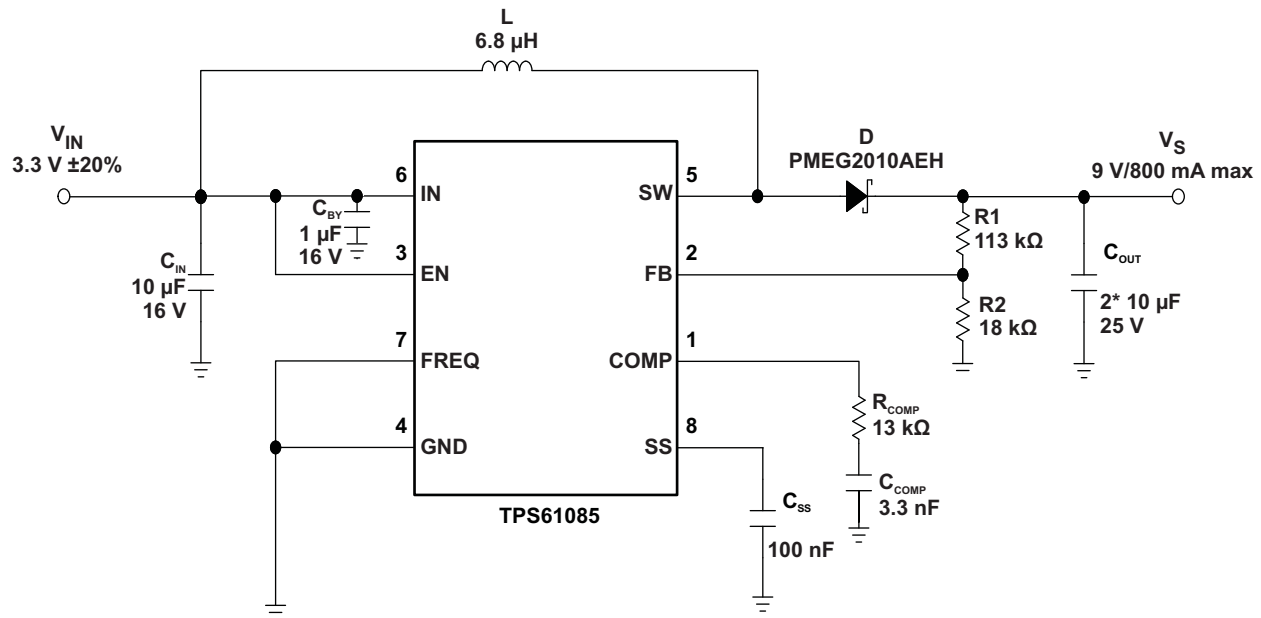 L
6.8 µH
V_IN
3.3 V ±20%
D
PMEG2010AEH
V_S
9 V/800 mA max
6
IN
SW
5
C_BY
1 µF
16 V
R1
113 kΩ
C_IN
10 µF
16 V
3
EN
FB
2
C_OUT
2* 10 µF
25 V
R2
18 kΩ
7
FREQ
COMP
1
R_COMP
13 kΩ
4
GND
SS
8
C_COMP
3.3 nF
C_SS
100 nF
TPS61085